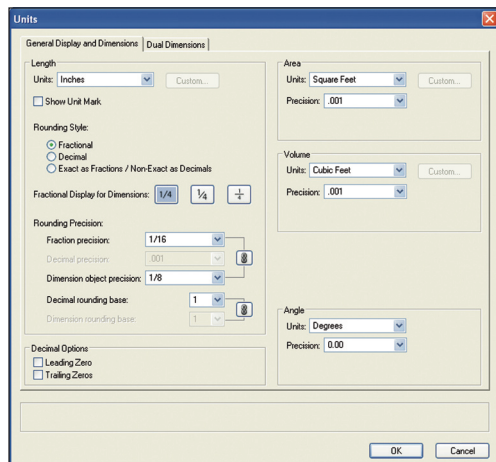 Units
General Display and Dimensions
Dual Dimensions
Length
Units: Inches
Custom...
Show Unit Mark
Rounding Style:
Fractional
Decimal
Exact as Fractions / Non-Exact as Decimals
Fractional Display for Dimensions: 1/4 ¼ 1/4
Rounding Precision:
Fraction precision: 1/16
Decimal precision: .001
Dimension object precision: 1/8
Decimal rounding base: 1
Dimension rounding base: 1
Decimal Options
Leading Zero
Trailing Zeros
Area
Units: Square Feet
Custom...
Precision: .001
Volume
Units: Cubic Feet
Custom...
Precision: .001
Angle
Units: Degrees
Precision: 0.00
OK
Cancel